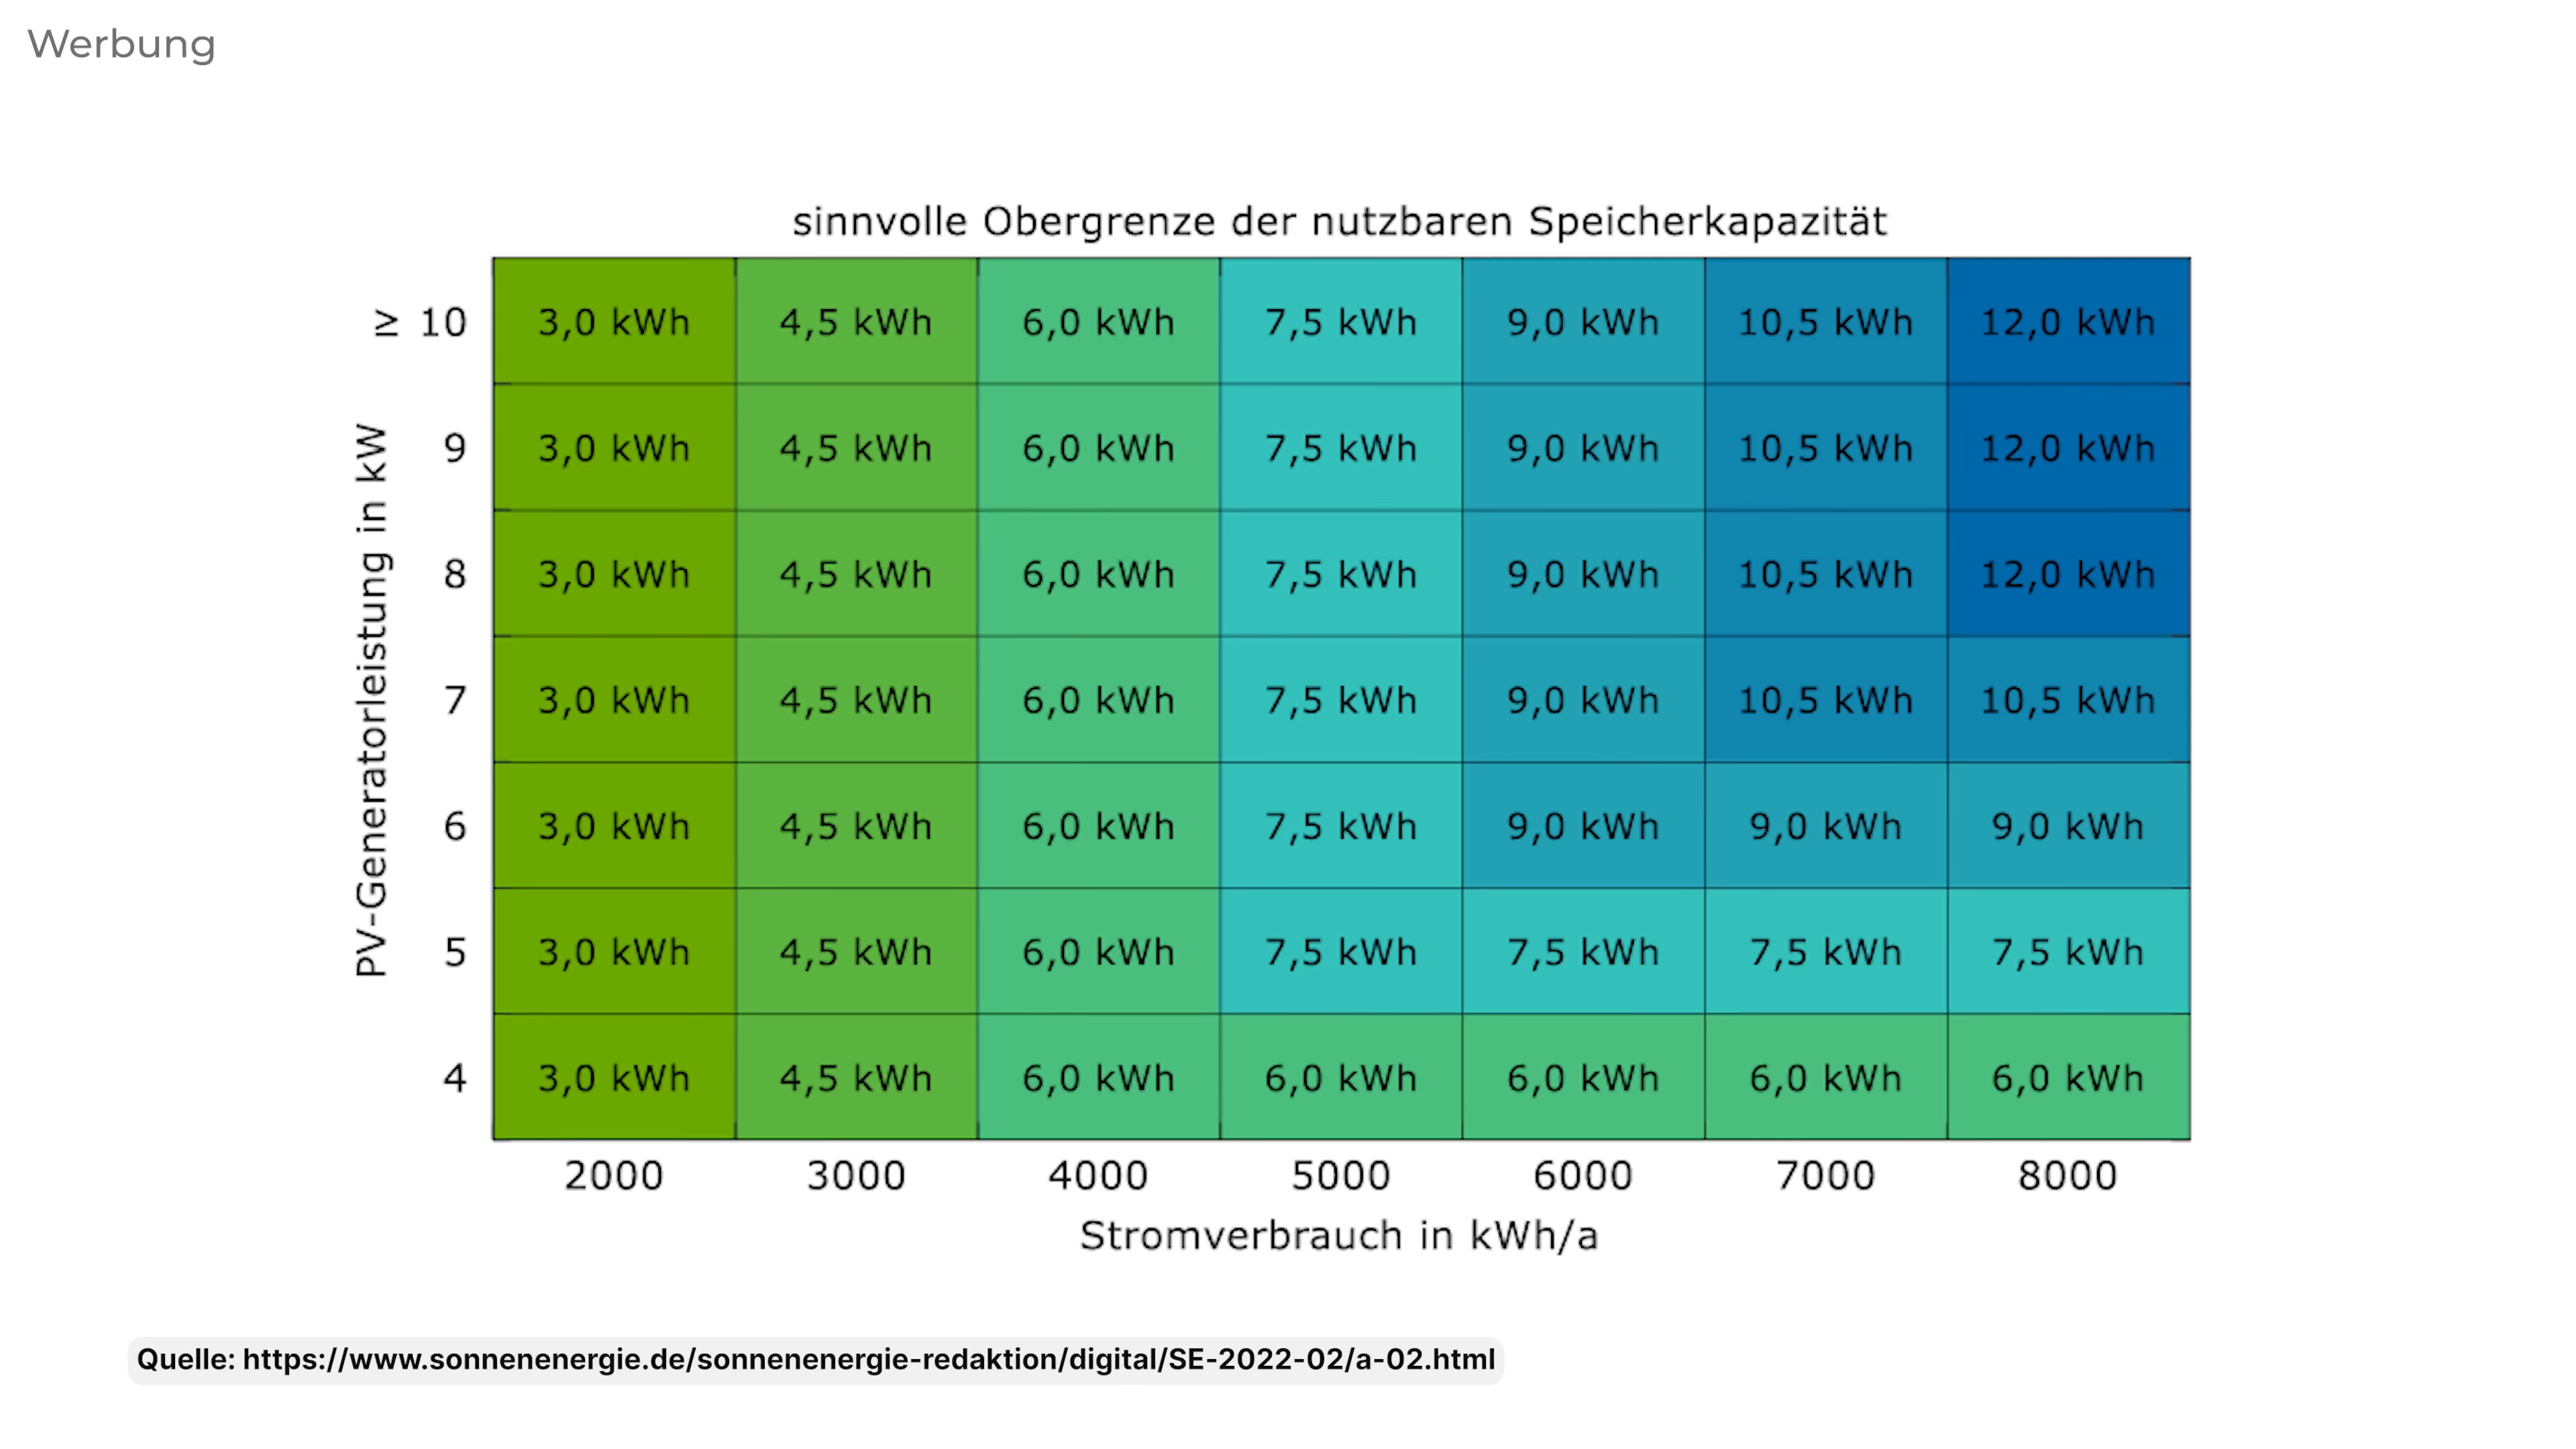 Werbung
sinnvolle Obergrenze der nutzbaren Speicherkapazität
≥ 10 3,0 kWh 4,5 kWh 6,0 kWh 7,5 kWh 9,0 kWh 10,5 kWh 12,0 kWh
9 3,0 kWh 4,5 kWh 6,0 kWh 7,5 kWh 9,0 kWh 10,5 kWh 12,0 kWh
8 3,0 kWh 4,5 kWh 6,0 kWh 7,5 kWh 9,0 kWh 10,5 kWh 12,0 kWh
7 3,0 kWh 4,5 kWh 6,0 kWh 7,5 kWh 9,0 kWh 10,5 kWh 10,5 kWh
6 3,0 kWh 4,5 kWh 6,0 kWh 7,5 kWh 9,0 kWh 9,0 kWh 9,0 kWh
5 3,0 kWh 4,5 kWh 6,0 kWh 7,5 kWh 7,5 kWh 7,5 kWh 7,5 kWh
4 3,0 kWh 4,5 kWh 6,0 kWh 6,0 kWh 6,0 kWh 6,0 kWh 6,0 kWh
PV-Generatorleistung in kW
2000 3000 4000 5000 6000 7000 8000
Stromverbrauch in kWh/a
Quelle: https://www.sonnenenergie.de/sonnenenergie-redaktion/digital/SE-2022-02/a-02.html